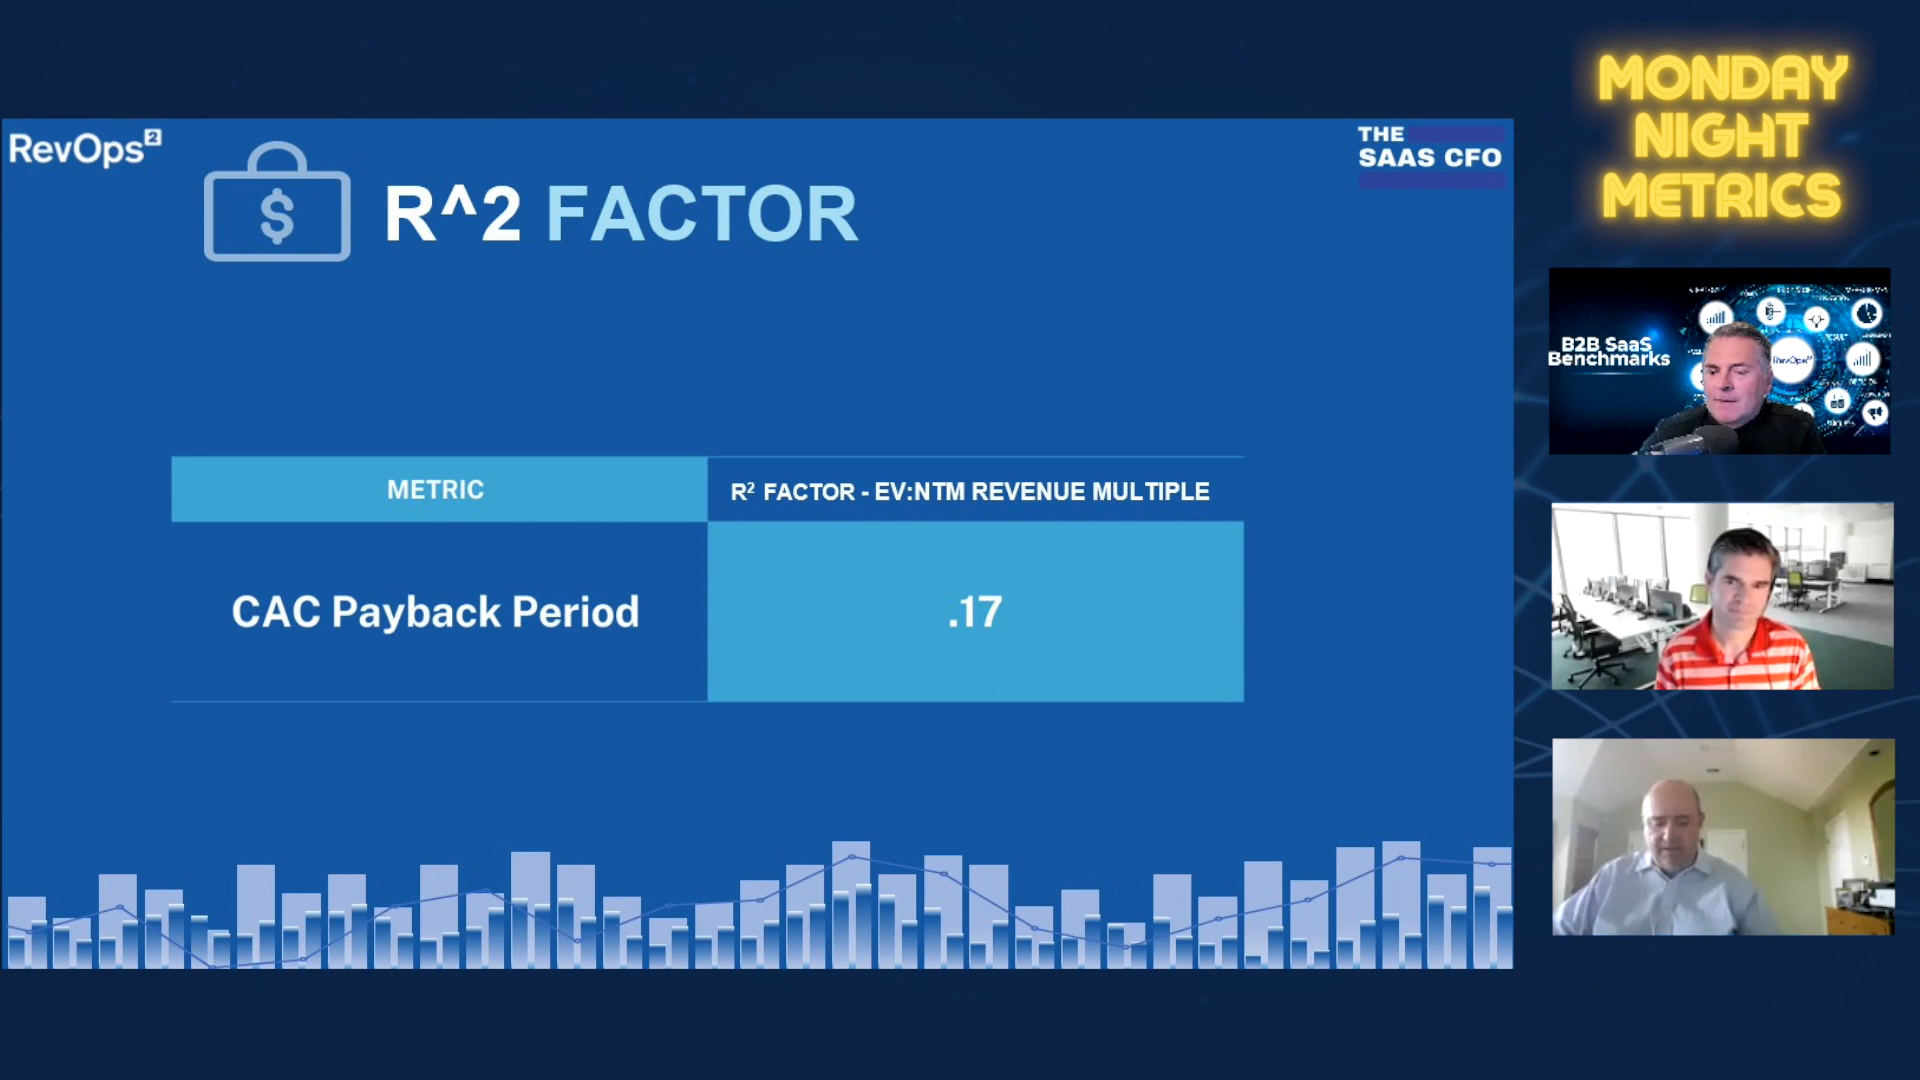 RevOps²
R^2 FACTOR
THE
SAAS CFO
METRIC
R² FACTOR - EV:NTM REVENUE MULTIPLE
CAC Payback Period
.17
MONDAY
NIGHT
METRICS
B2B SaaS
Benchmarks
RevOps²